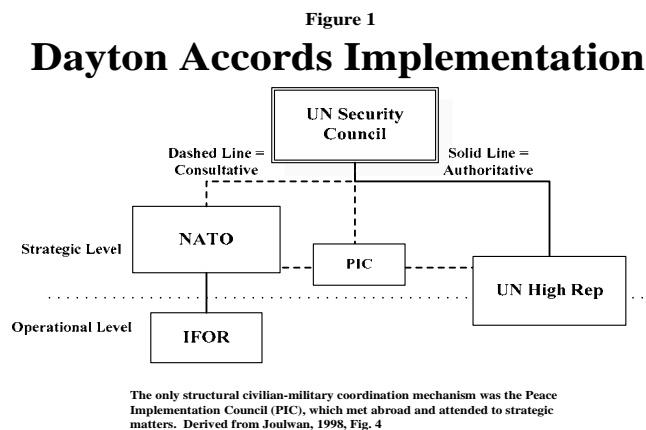 Figure 1
Dayton Accords Implementation
UN Security
Council
Dashed Line =
Consultative
Solid Line =
Authoritative
Strategic Level
NATO
PIC
UN High Rep
Operational Level
IFOR
The only structural civilian-military coordination mechanism was the Peace
Implementation Council (PIC), which met abroad and attended to strategic
matters. Derived from Joulwan, 1998, Fig. 4